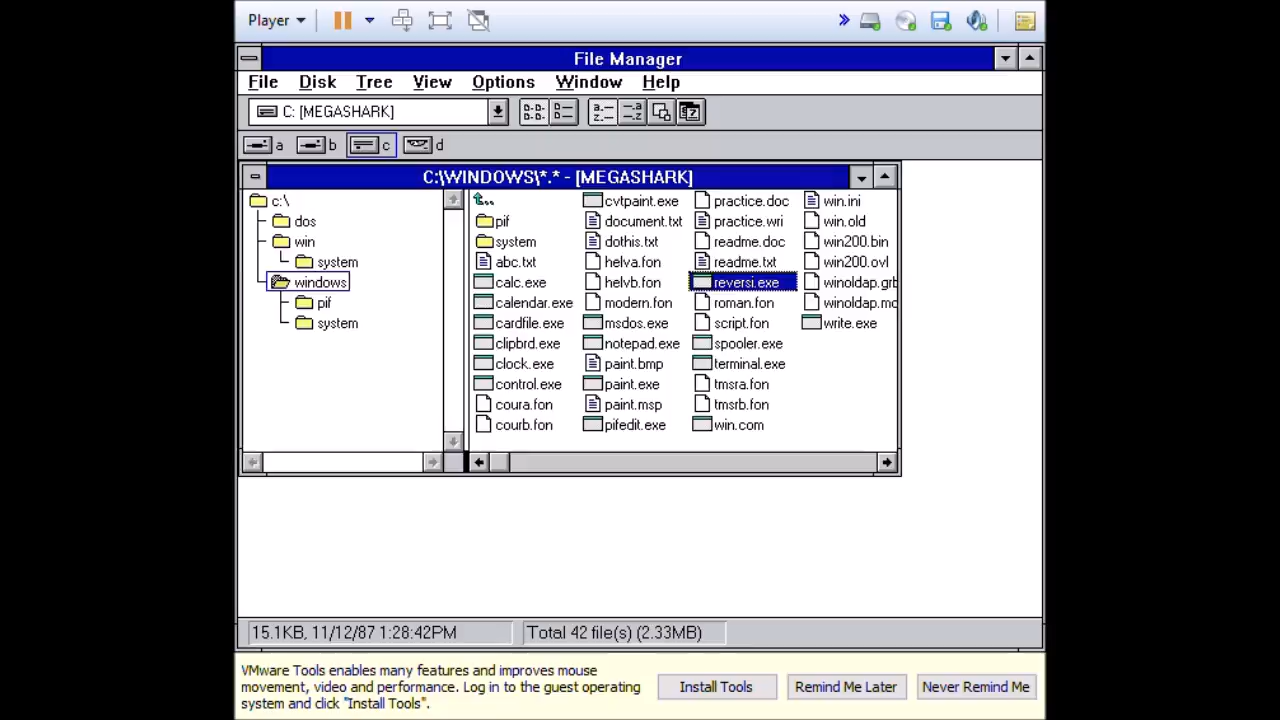 Player
File Manager
File Disk Tree View Options Window Help
C: [MEGASHARK]
a b c d
C:\WINDOWS\*.* - [MEGASHARK]
c:\
dos
win
system
windows
pif
system
..
pif
system
abc.txt
calc.exe
calendar.exe
cardfile.exe
clipbrd.exe
clock.exe
control.exe
coura.fon
courb.fon
cvtpaint.exe
document.txt
dothis.txt
helva.fon
helvb.fon
modern.fon
msdos.exe
notepad.exe
paint.bmp
paint.exe
paint.msp
pifedit.exe
practice.doc
practice.wri
readme.doc
readme.txt
reversi.exe
roman.fon
script.fon
spooler.exe
terminal.exe
tmsra.fon
tmsrb.fon
win.com
win.ini
win.old
win200.bin
win200.ovl
winoldap.grb
winoldap.mo
write.exe
15.1KB, 11/12/87 1:28:42PM
Total 42 file(s) (2.33MB)
VMware Tools enables many features and improves mouse
movement, video and performance. Log in to the guest operating
system and click "Install Tools".
Install Tools
Remind Me Later
Never Remind Me